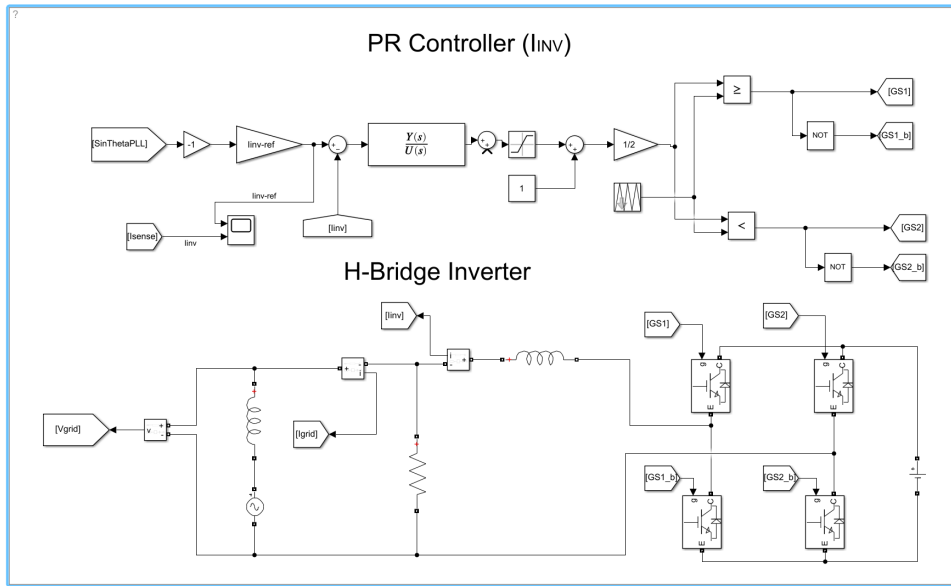 ?
PR Controller (IINV)
[SinThetaPLL]
-1
Iinv-ref
+
−
Y(s)
U(s)
+
+
1
+
+
1/2
≥
[GS1]
NOT
[GS1_b]
Iinv-ref
[Isense]
Iinv
[Iinv]
<
[GS2]
NOT
[GS2_b]
H-Bridge Inverter
[Iinv]
[GS1]
[GS2]
i
-
+
+
g
C
E
g
C
E
+
-
i
[Vgrid]
v
+
-
+
[Igrid]
+
[GS1_b]
[GS2_b]
+
g
C
E
g
C
E